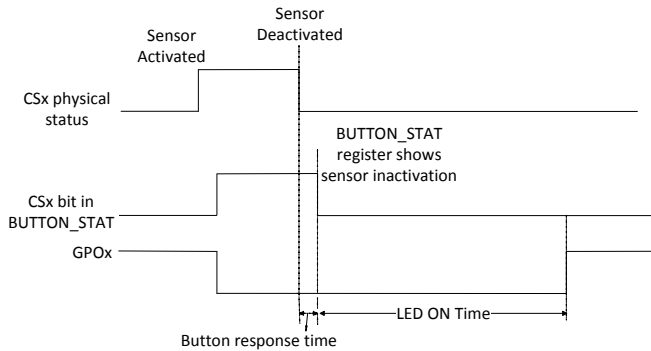 Sensor
Deactivated
Sensor
Activated
CSx physical
status
BUTTON_STAT
register shows
sensor inactivation
CSx bit in
BUTTON_STAT
GPOx
LED ON Time
Button response time